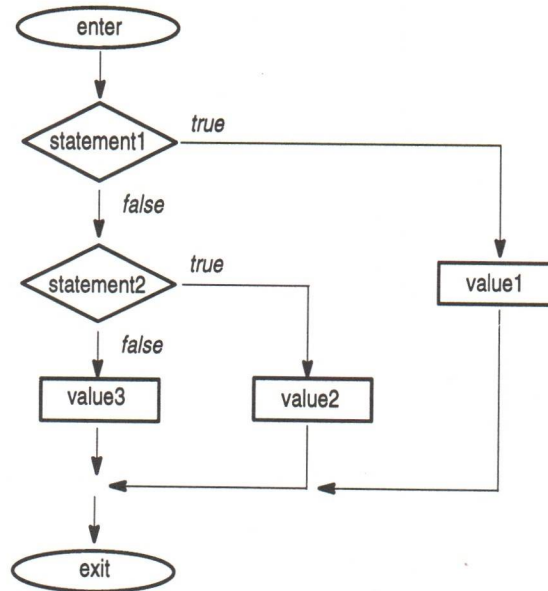 enter
true
statement1
false
true
statement2
value1
false
value3
value2
exit